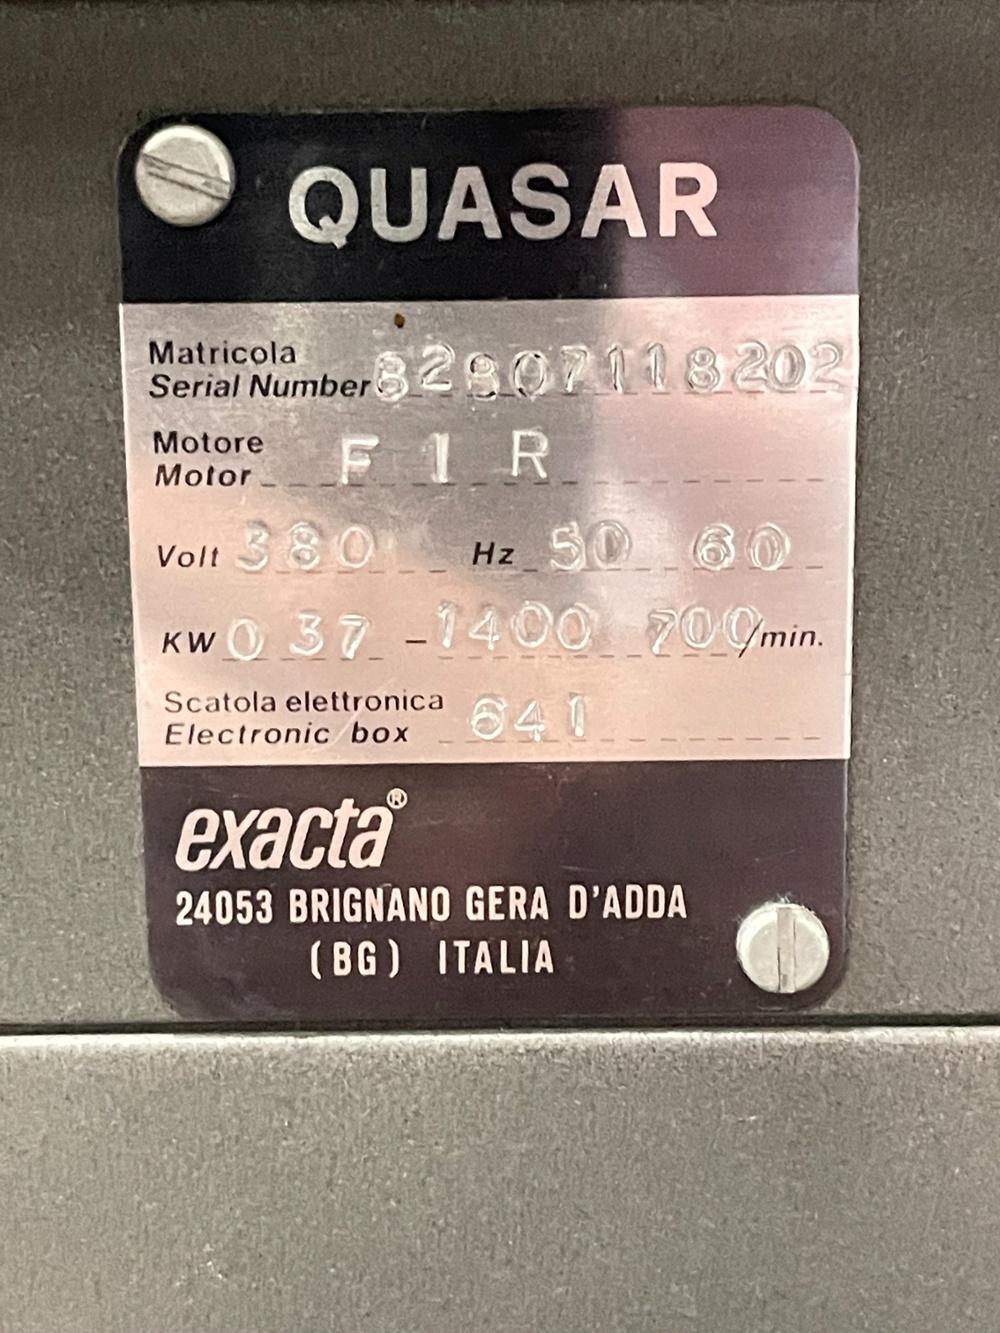 QUASAR
Matricola
Serial Number 82807118202
Motore
Motor F 1 R
Volt 380 Hz 50 60
KW 0 37 - 1400 700/min.
Scatola elettronica
Electronic box 641
exacta®
24053 BRIGNANO GERA D'ADDA
(BG) ITALIA